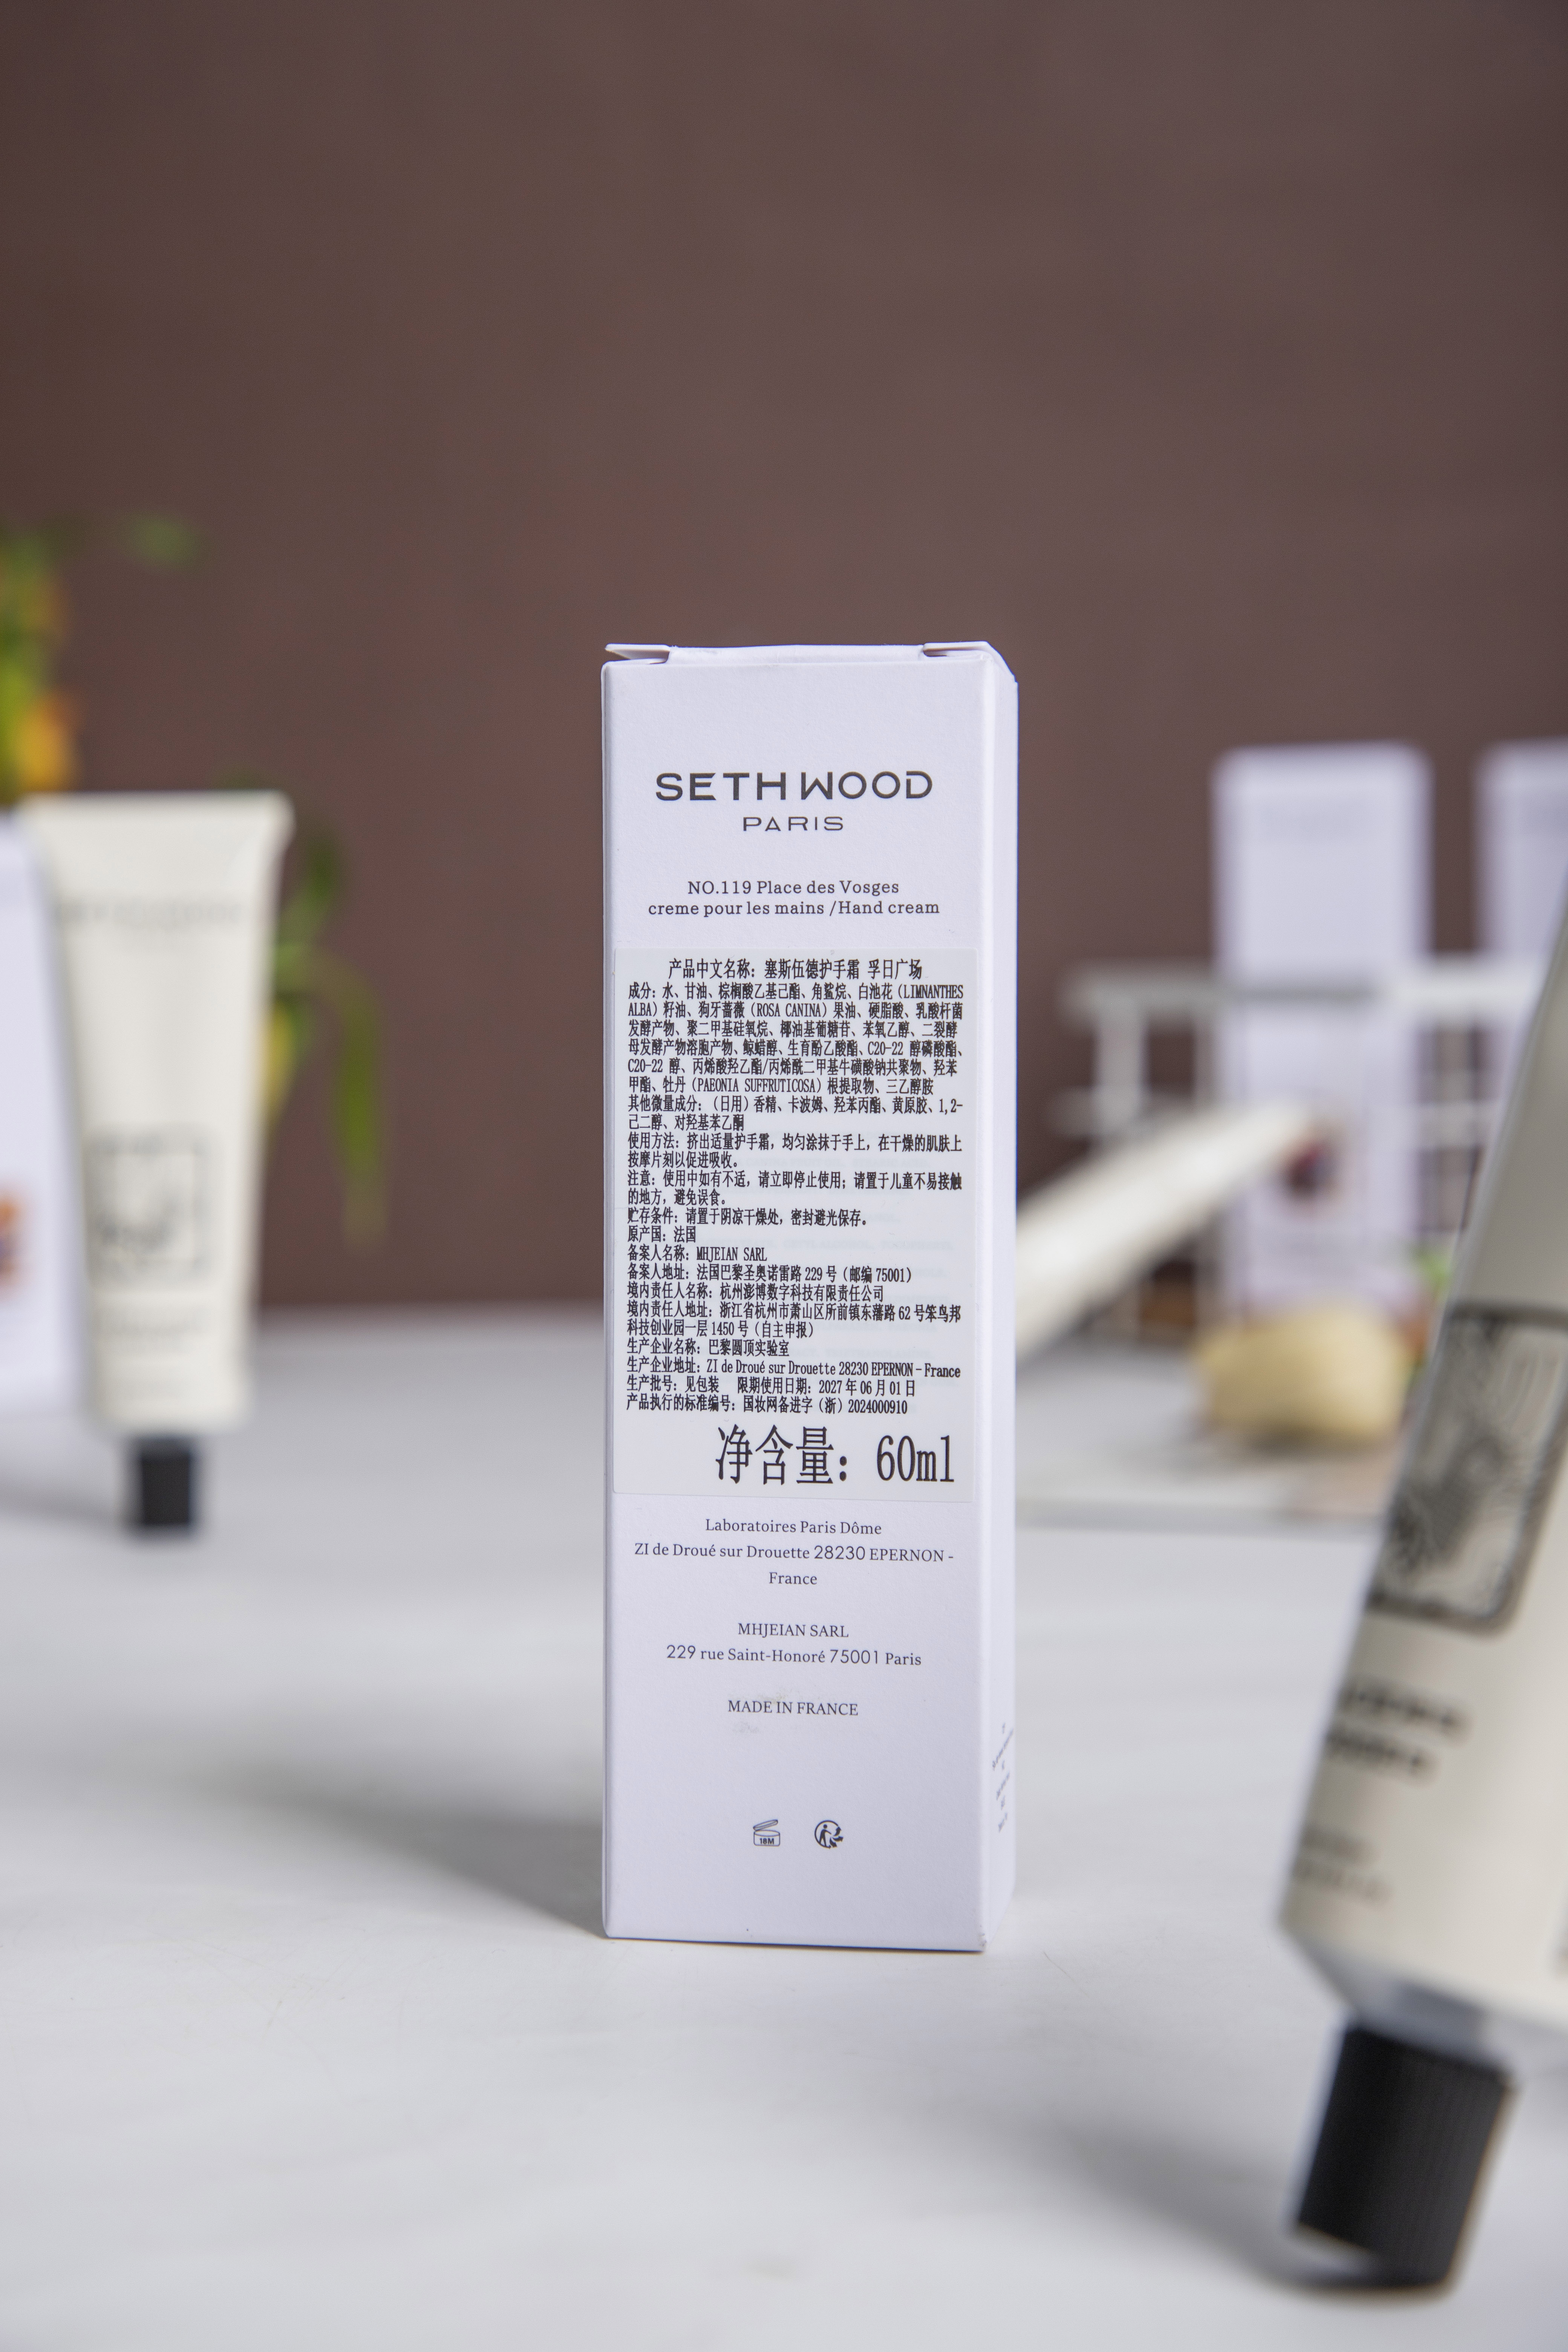 SETH WOOD
PARIS
NO.119 Place des Vosges
creme pour les mains /Hand cream
产品中文名称：塞斯伍德护手霜 孚日广场
成分：水、甘油、棕榈酸乙基己酯、角鲨烷、白池花（LIMNANTHES
ALBA）籽油、狗牙蔷薇（ROSA CANINA）果油、硬脂酸、乳酸杆菌
发酵产物、聚二甲基硅氧烷、椰油基葡糖苷、苯氧乙醇、二裂酵
母发酵产物溶胞产物、鲸蜡醇、生育酚乙酸酯、C20-22 醇磷酸酯、
C20-22 醇、丙烯酸羟乙酯/丙烯酰二甲基牛磺酸钠共聚物、羟苯
甲酯、牡丹（PAEONIA SUFFRUTICOSA）根提取物、三乙醇胺
其他微量成分：（日用）香精、卡波姆、羟苯丙酯、黄原胶、1,2-
己二醇、对羟基苯乙酮
使用方法：挤出适量护手霜，均匀涂抹于手上，在干燥的肌肤上
按摩片刻以促进吸收。
注意：使用中如有不适，请立即停止使用；请置于儿童不易接触
的地方，避免误食。
贮存条件：请置于阴凉干燥处，密封避光保存。
原产国：法国
备案人名称：MHJEIAN SARL
备案人地址：法国巴黎圣奥诺雷路 229 号（邮编 75001）
境内责任人名称：杭州澎博数字科技有限责任公司
境内责任人地址：浙江省杭州市萧山区所前镇东藩路 62 号笨鸟邦
科技创业园一层 1450 号（自主申报）
生产企业名称：巴黎圆顶实验室
生产企业地址：ZI de Droué sur Drouette 28230 EPERNON - France
生产批号：见包装 限期使用日期：2027 年 06 月 01 日
产品执行的标准编号：国妆网备进字（浙）2024000910
净含量：60ml
Laboratoires Paris Dôme
ZI de Droué sur Drouette 28230 EPERNON -
France
MHJEIAN SARL
229 rue Saint-Honoré 75001 Paris
MADE IN FRANCE
18M